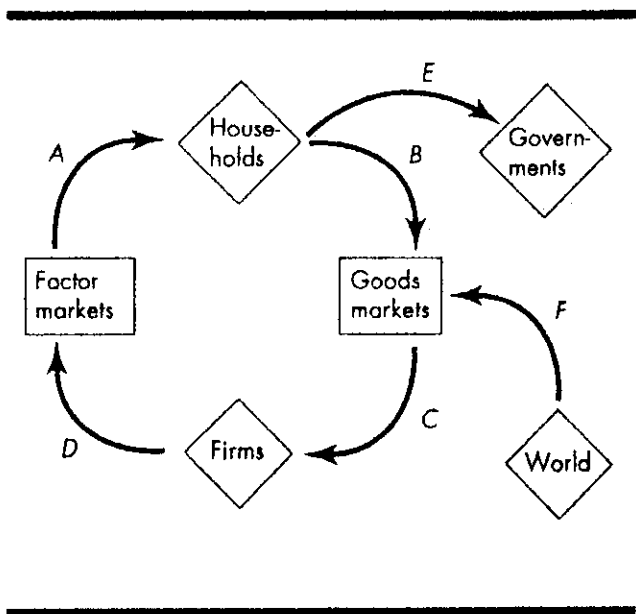 E
House-
holds
Govern-
ments
A
B
Factor
markets
Goods
markets
F
D
Firms
C
World